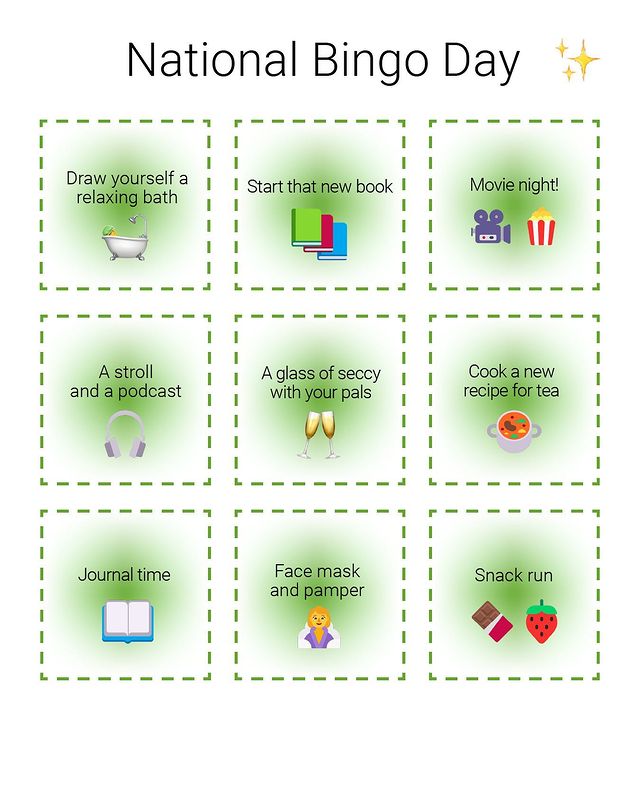 National Bingo Day
Draw yourself a
relaxing bath
Start that new book
Movie night!
A stroll
and a podcast
A glass of seccy
with your pals
Cook a new
recipe for tea
Journal time
Face mask
and pamper
Snack run